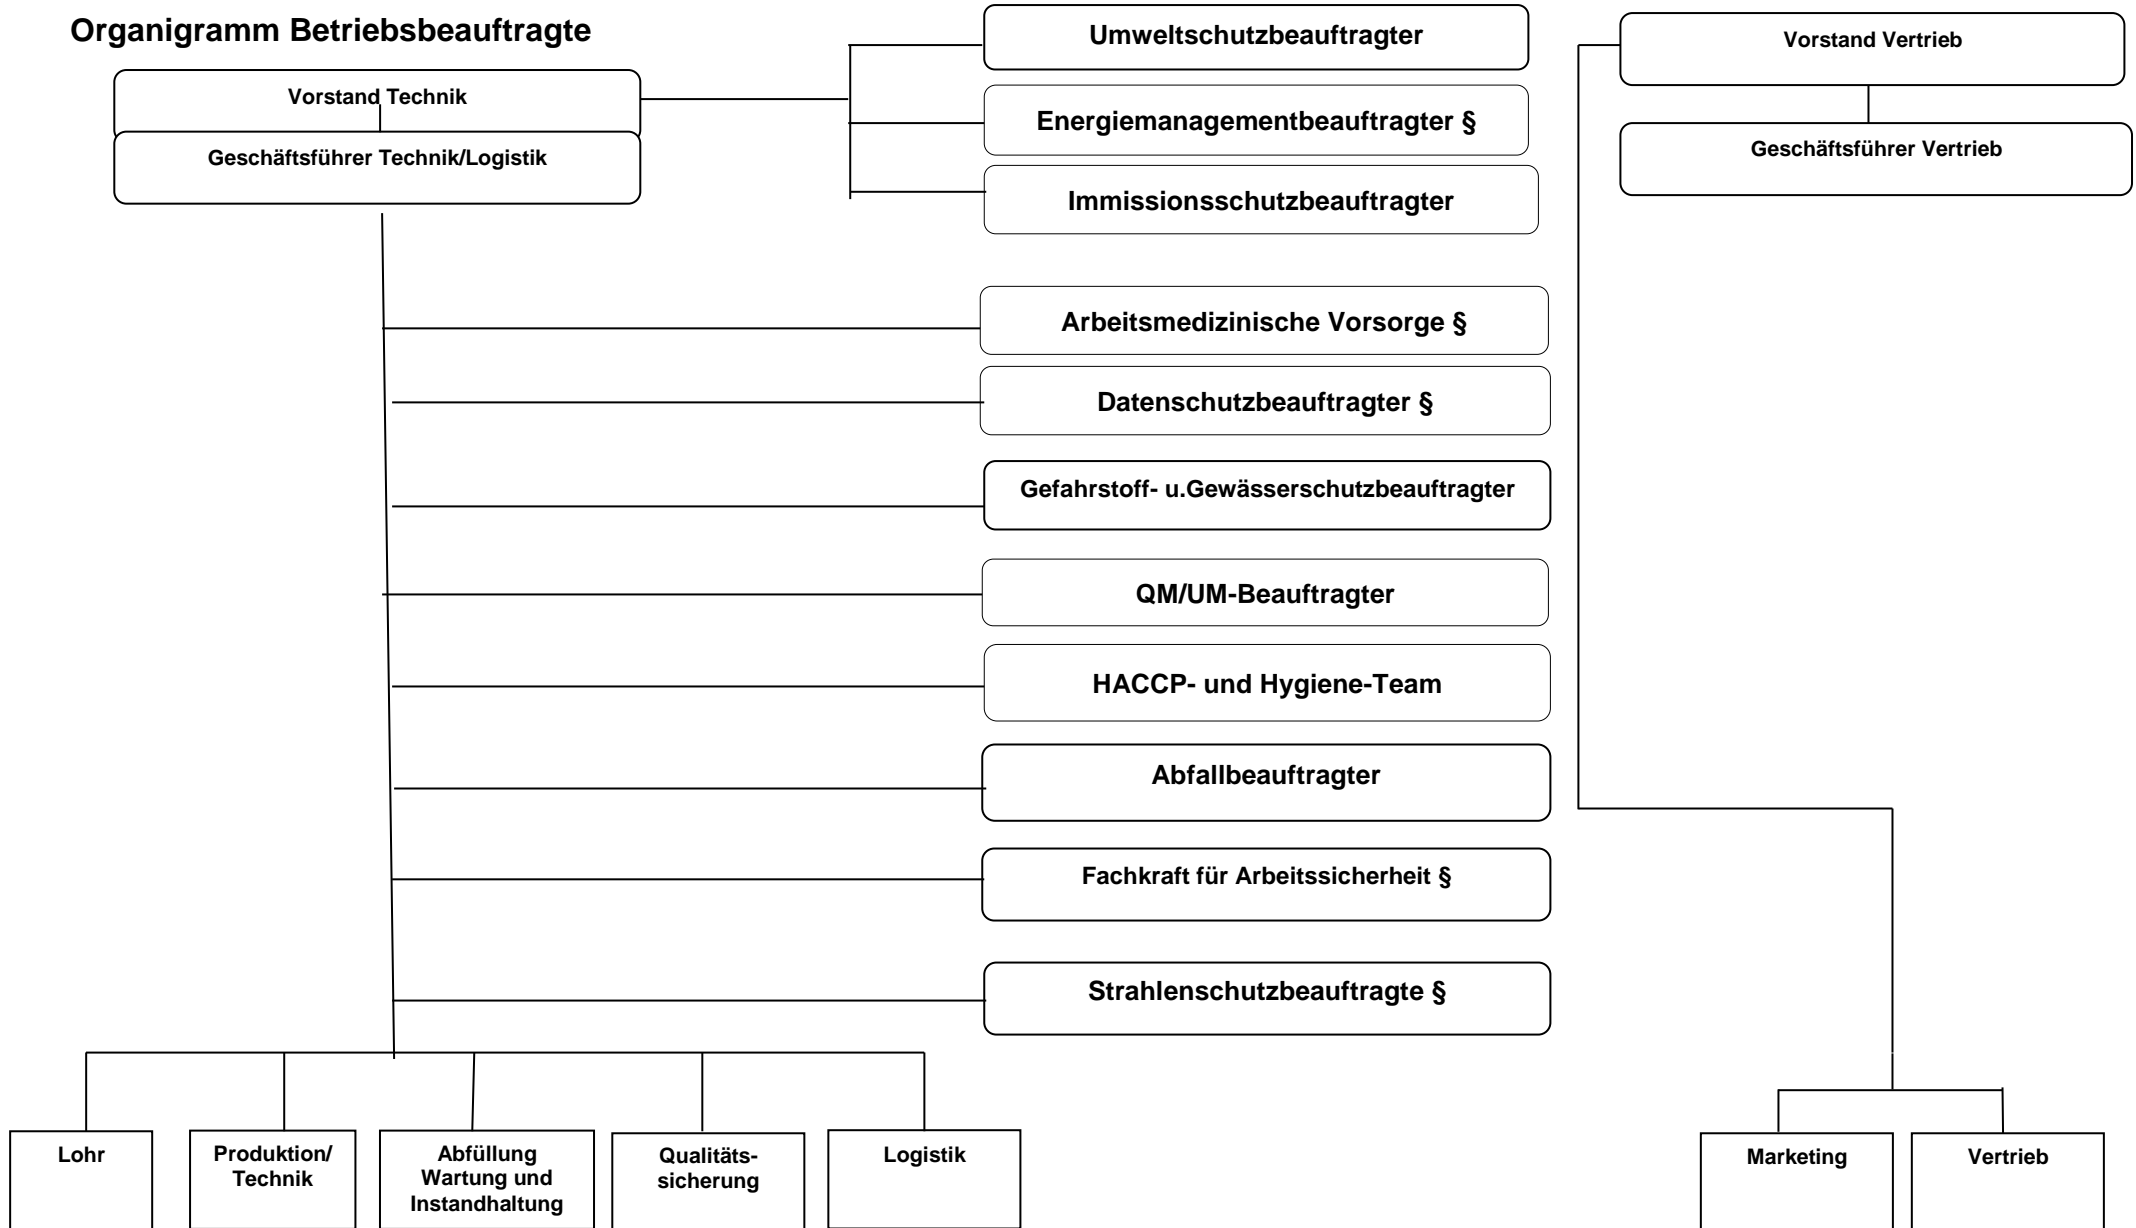 Organigramm Betriebsbeauftragte
Vorstand Technik
Geschäftsführer Technik/Logistik
Umweltschutzbeauftragter
Energiemanagementbeauftragter §
Immissionsschutzbeauftragter
Vorstand Vertrieb
Geschäftsführer Vertrieb
Arbeitsmedizinische Vorsorge §
Datenschutzbeauftragter §
Gefahrstoff- u.Gewässerschutzbeauftragter
QM/UM-Beauftragter
HACCP- und Hygiene-Team
Abfallbeauftragter
Fachkraft für Arbeitssicherheit §
Strahlenschutzbeauftragte §
Lohr
Produktion/
Technik
Abfüllung
Wartung und
Instandhaltung
Qualitäts-
sicherung
Logistik
Marketing
Vertrieb